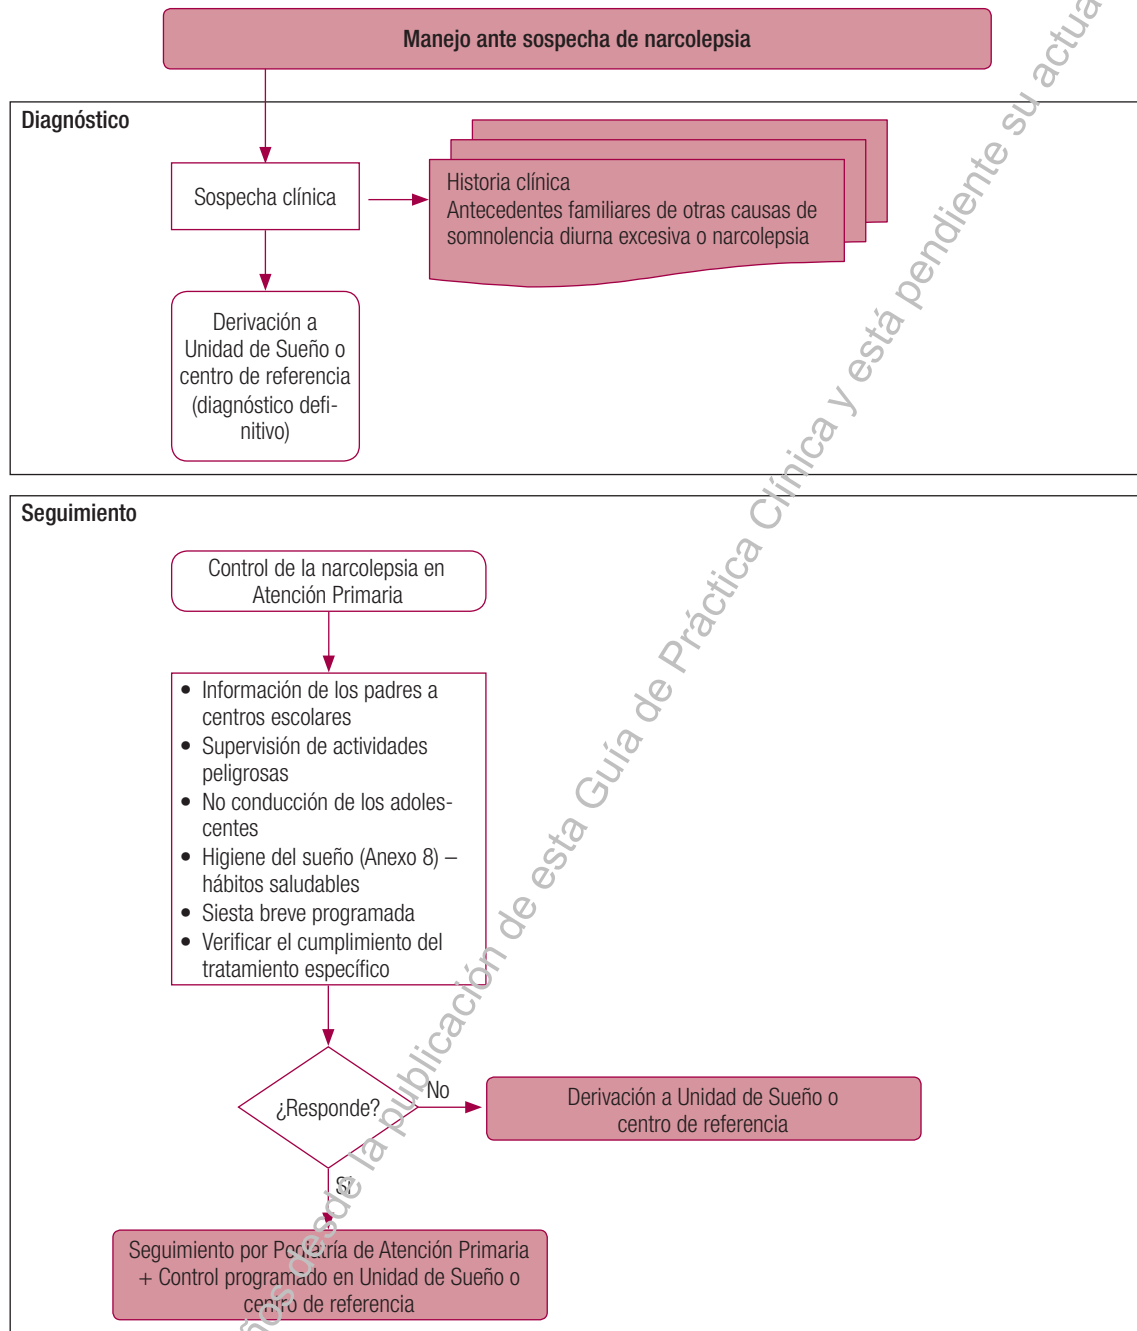 Manejo ante sospecha de narcolepsia
Diagnóstico
Sospecha clínica
Historia clínica
Antecedentes familiares de otras causas de
somnolencia diurna excesiva o narcolepsia
Derivación a
Unidad de Sueño o
centro de referencia
(diagnóstico defi-
nitivo)
Seguimiento
Control de la narcolepsia en
Atención Primaria
• Información de los padres a
centros escolares
• Supervisión de actividades
peligrosas
• No conducción de los adoles-
centes
• Higiene del sueño (Anexo 8) –
hábitos saludables
• Siesta breve programada
• Verificar el cumplimiento del
tratamiento específico
¿Responde?
No
Derivación a Unidad de Sueño o
centro de referencia
Sí
Seguimiento por Pediatría de Atención Primaria
+ Control programado en Unidad de Sueño o
centro de referencia
años desde la publicación de esta Guía de Práctica Clínica y está pendiente su actua